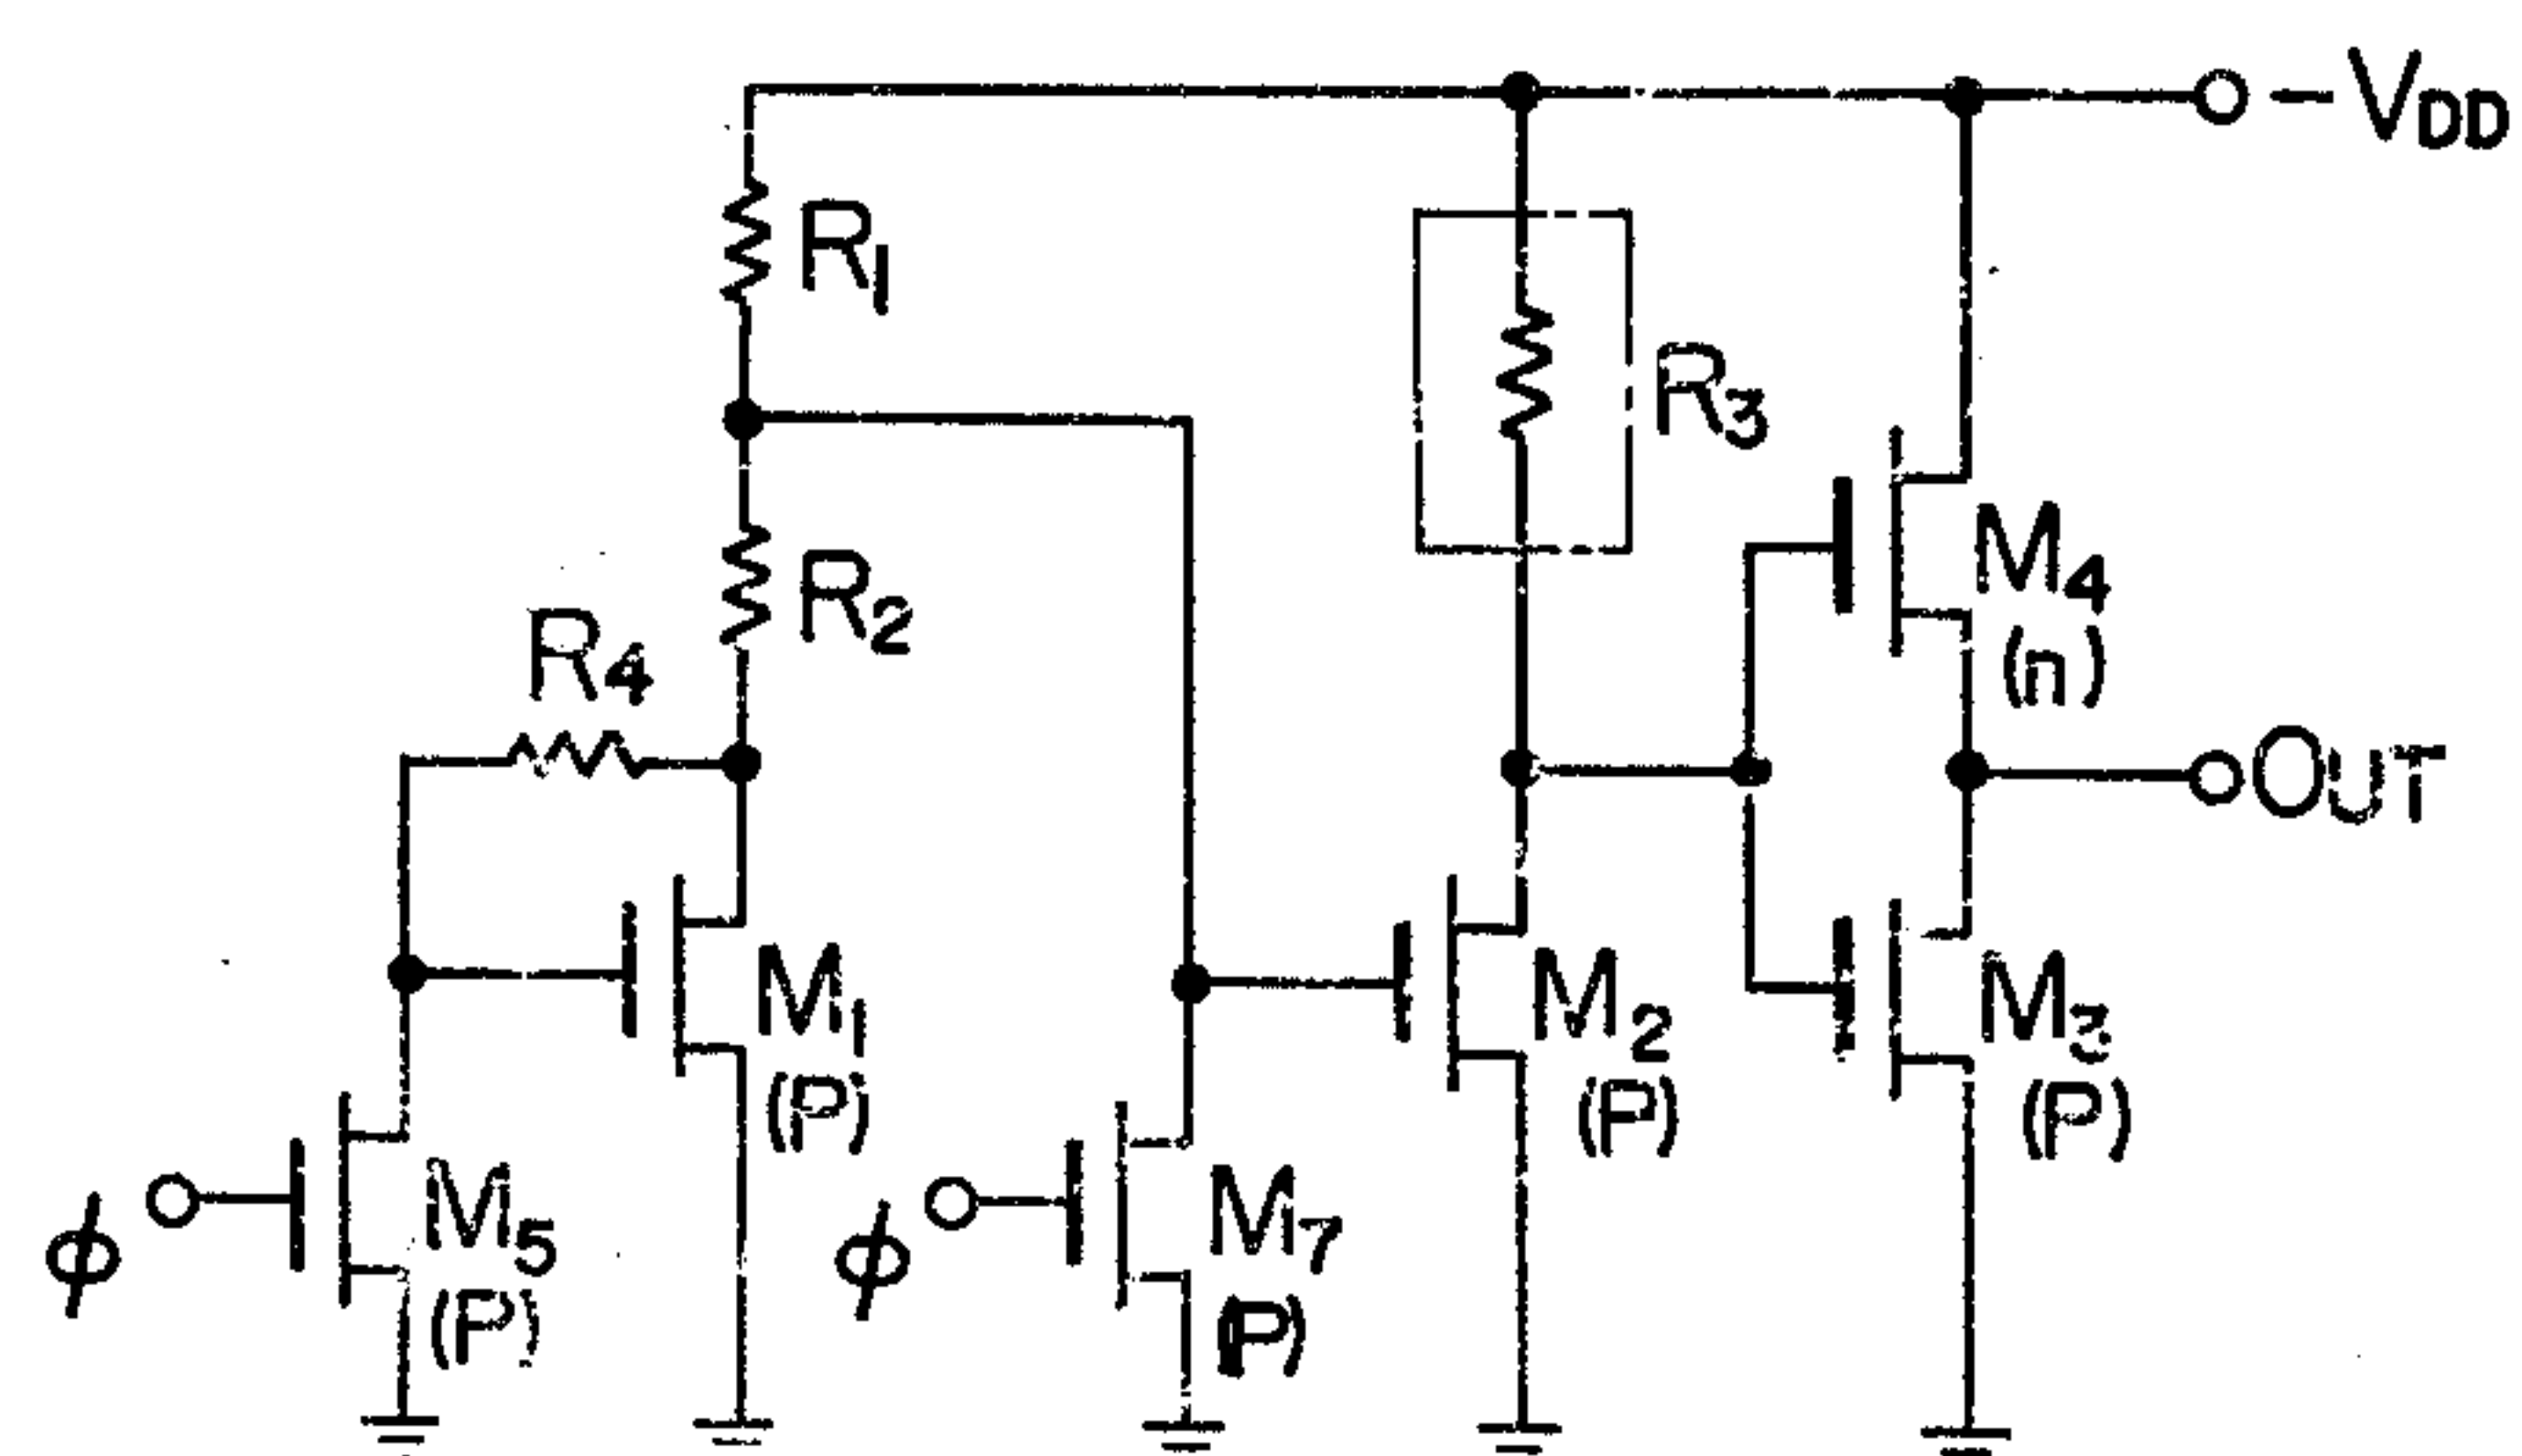 -VDD
R1
R3
M4
(n)
R2
R4
OUT
M1
(P)
M2
(P)
M3
(P)
ϕ
M5
(P)
ϕ
M7
(P)